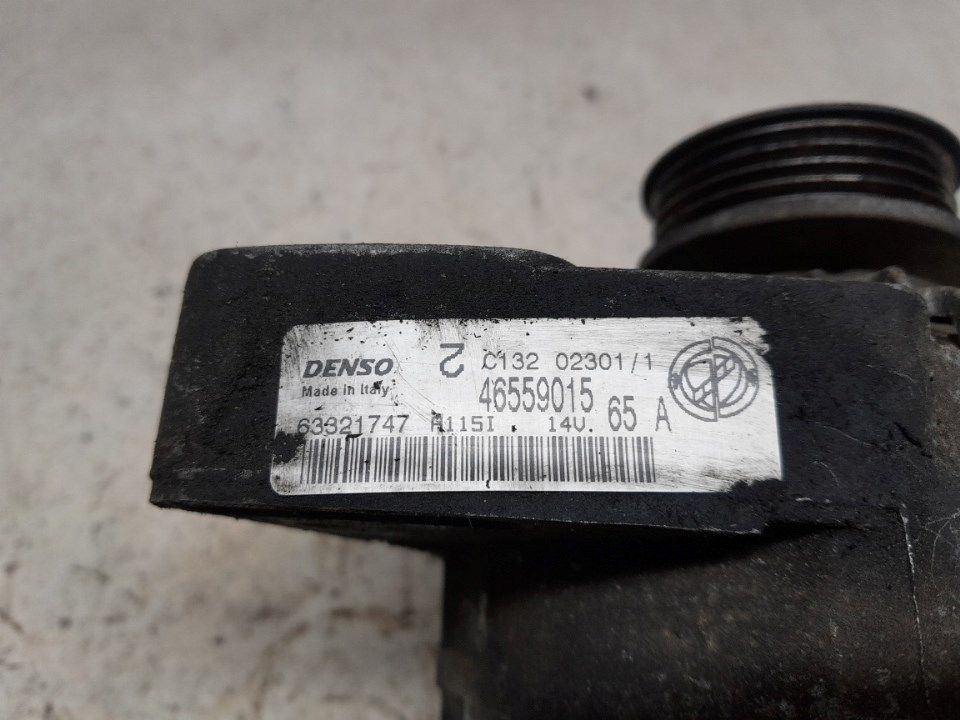 DENSO 2 C132 02301/1
Made in Italy 46559015
63321747 A115I. 14V. 65 A